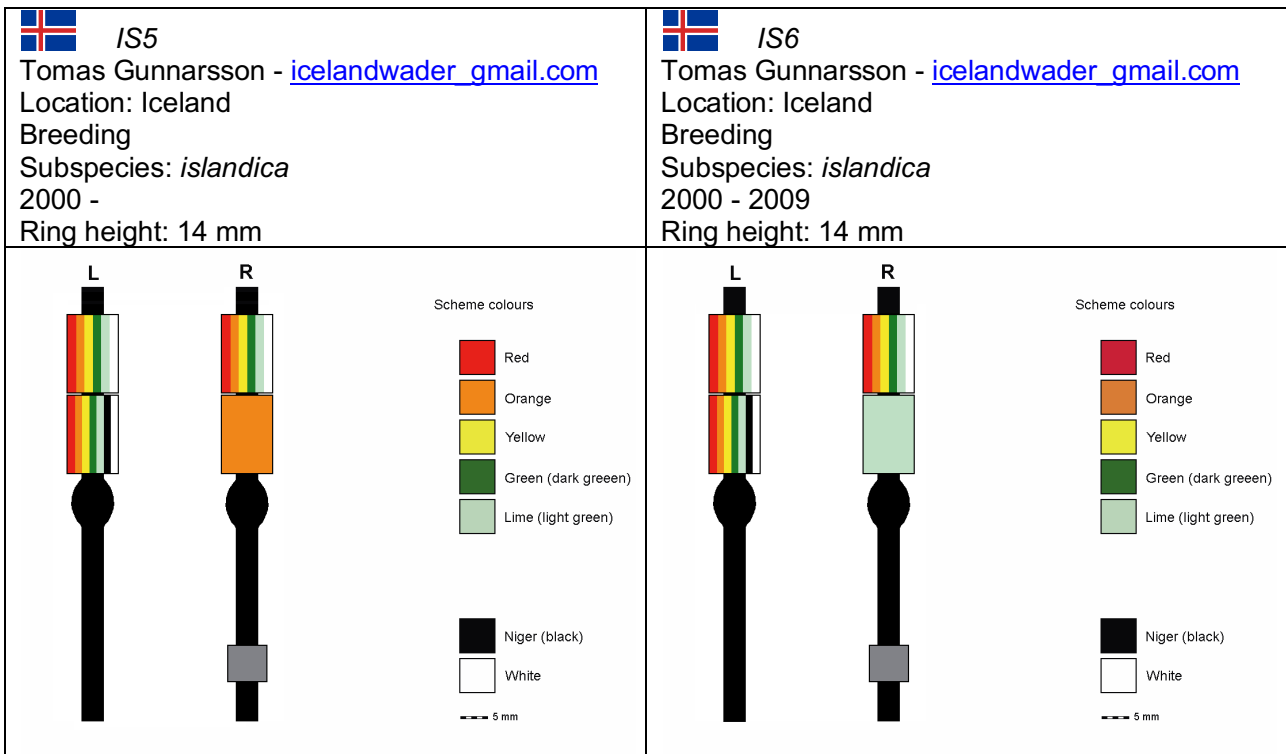 IS5
Tomas Gunnarsson - icelandwader_gmail.com
Location: Iceland
Breeding
Subspecies: islandica
2000 -
Ring height: 14 mm
IS6
Tomas Gunnarsson - icelandwader_gmail.com
Location: Iceland
Breeding
Subspecies: islandica
2000 - 2009
Ring height: 14 mm
L R
Scheme colours
Red
Orange
Yellow
Green (dark greeen)
Lime (light green)
Niger (black)
White
5 mm
L R
Scheme colours
Red
Orange
Yellow
Green (dark greeen)
Lime (light green)
Niger (black)
White
5 mm